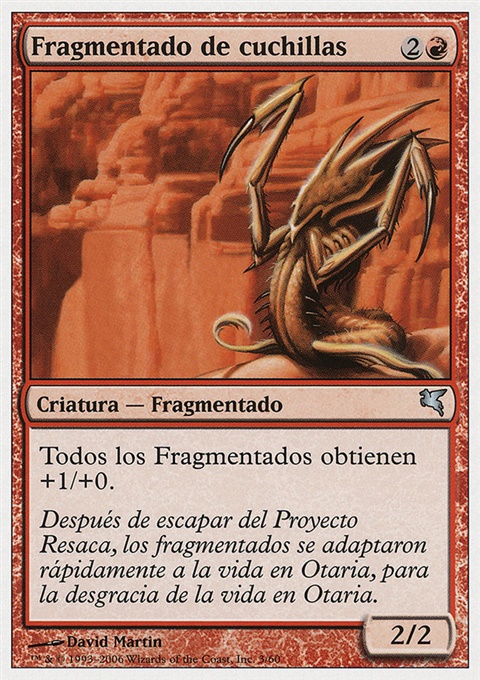 Fragmentado de cuchillas 2
Criatura — Fragmentado
Todos los Fragmentados obtienen
+1/+0.
Después de escapar del Proyecto
Resaca, los fragmentados se adaptaron
rápidamente a la vida en Otaria, para
la desgracia de la vida en Otaria.
David Martin
2/2
™ & © 1993-2006 Wizards of the Coast, Inc. 3/60